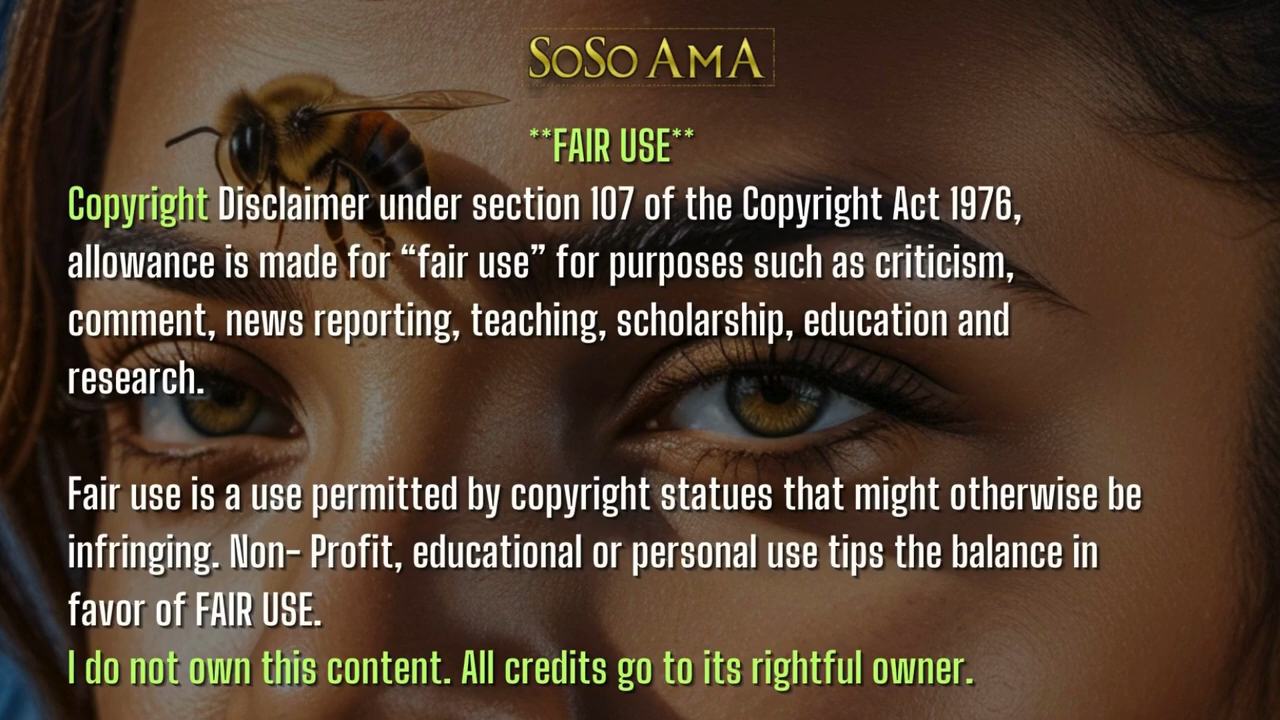 SoSo AmA
**FAIR USE**
Copyright Disclaimer under section 107 of the Copyright Act 1976,
allowance is made for “fair use” for purposes such as criticism,
comment, news reporting, teaching, scholarship, education and
research.
Fair use is a use permitted by copyright statues that might otherwise be
infringing. Non- Profit, educational or personal use tips the balance in
favor of FAIR USE.
I do not own this content. All credits go to its rightful owner.